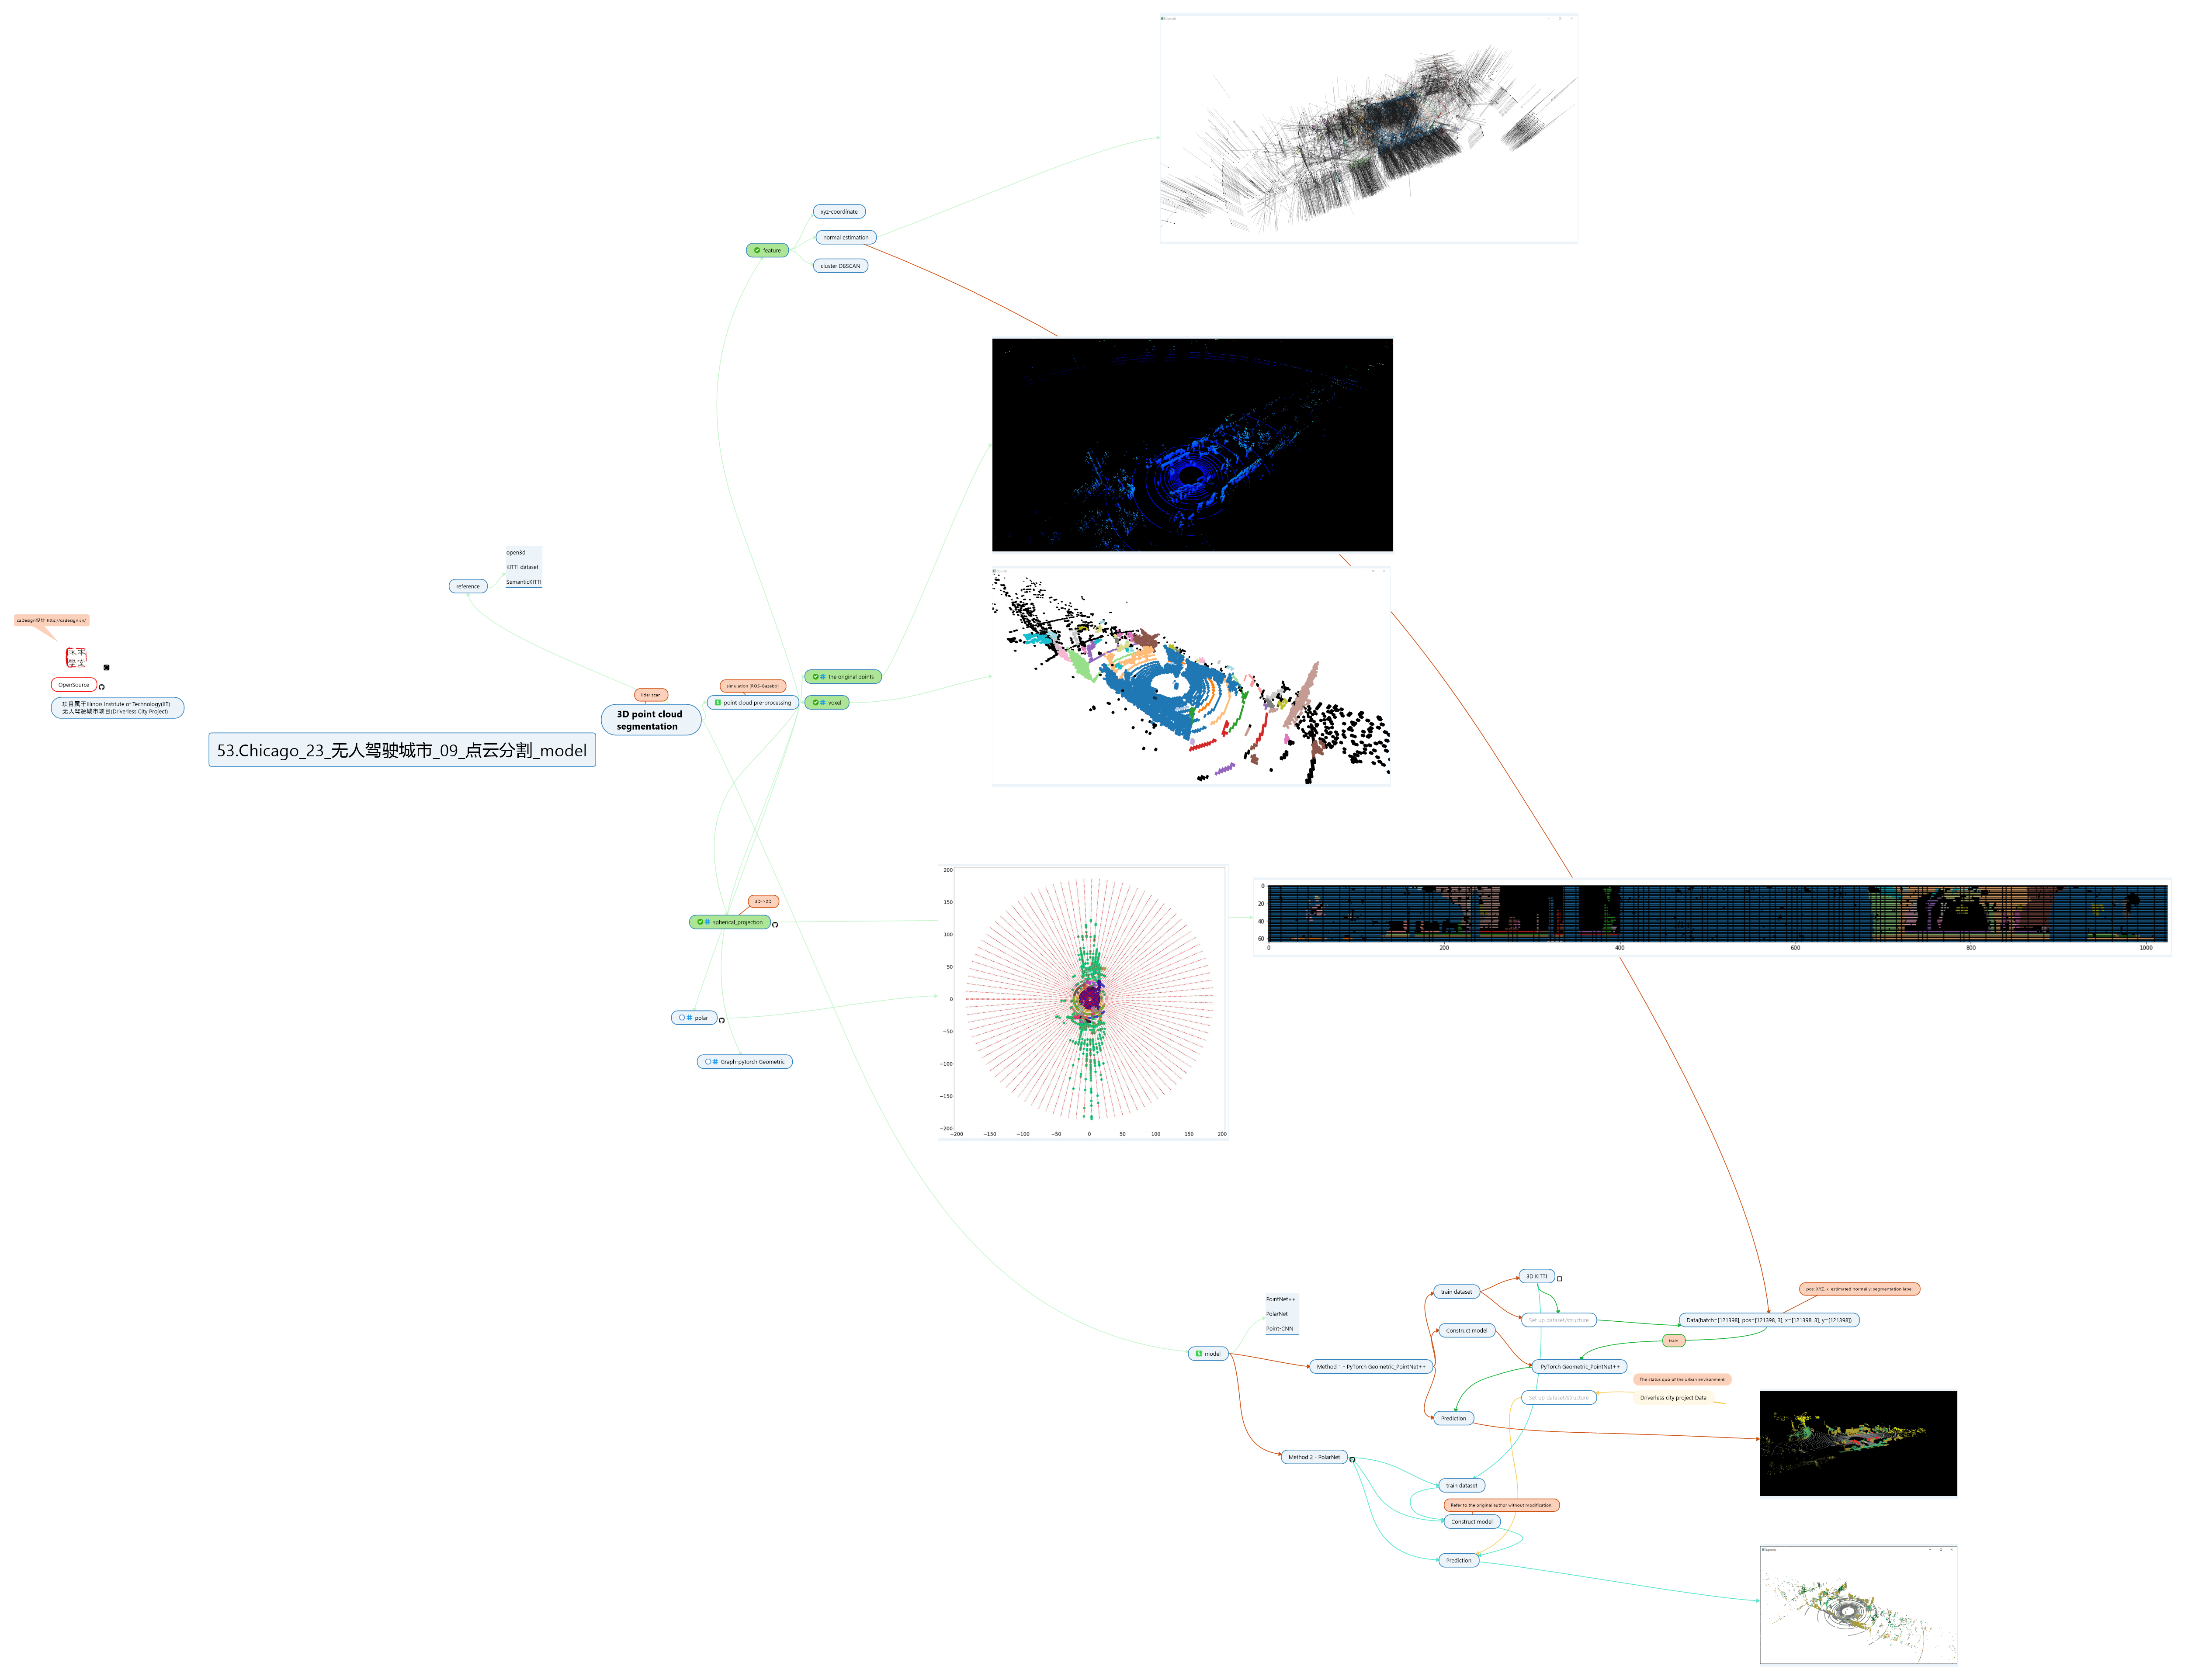 xyz-coordinate
feature
normal estimation
cluster DBSCAN
open3d
KITTI dataset
SemanticKITTI
reference
caDesign设计 http://cadesign.cn/
OpenSource
项目属于Illinois Institute of Technology(IIT)
无人驾驶城市项目(Driverless City Project)
53.Chicago_23_无人驾驶城市_09_点云分割_model
lidar scan
3D point cloud
segmentation
simulation (ROS-Gazebo)
point cloud pre-processing
the original points
voxel
3D->2D
spherical_projection
polar
Graph-pytorch Geometric
200
150
100
50
0
−50
−100
−150
−200
−200 −150 −100 −50 0 50 100 150 200
0
20
40
60
0 200 400 600 800 1000
PointNet++
PolarNet
Point-CNN
model
Method 1 - PyTorch Geometric_PointNet++
train dataset
3D KITTI
Set up dataset/structure
pos: XYZ, x: estimated normal y: segmentation label
Data(batch=[121398], pos=[121398, 3], x=[121398, 3], y=[121398])
train
Construct model
PyTorch Geometric_PointNet++
The status quo of the urban environment
Set up dataset/structure
Driverless city project Data
Prediction
Method 2 - PolarNet
train dataset
Refer to the original author without modification
Construct model
Prediction
Open3D